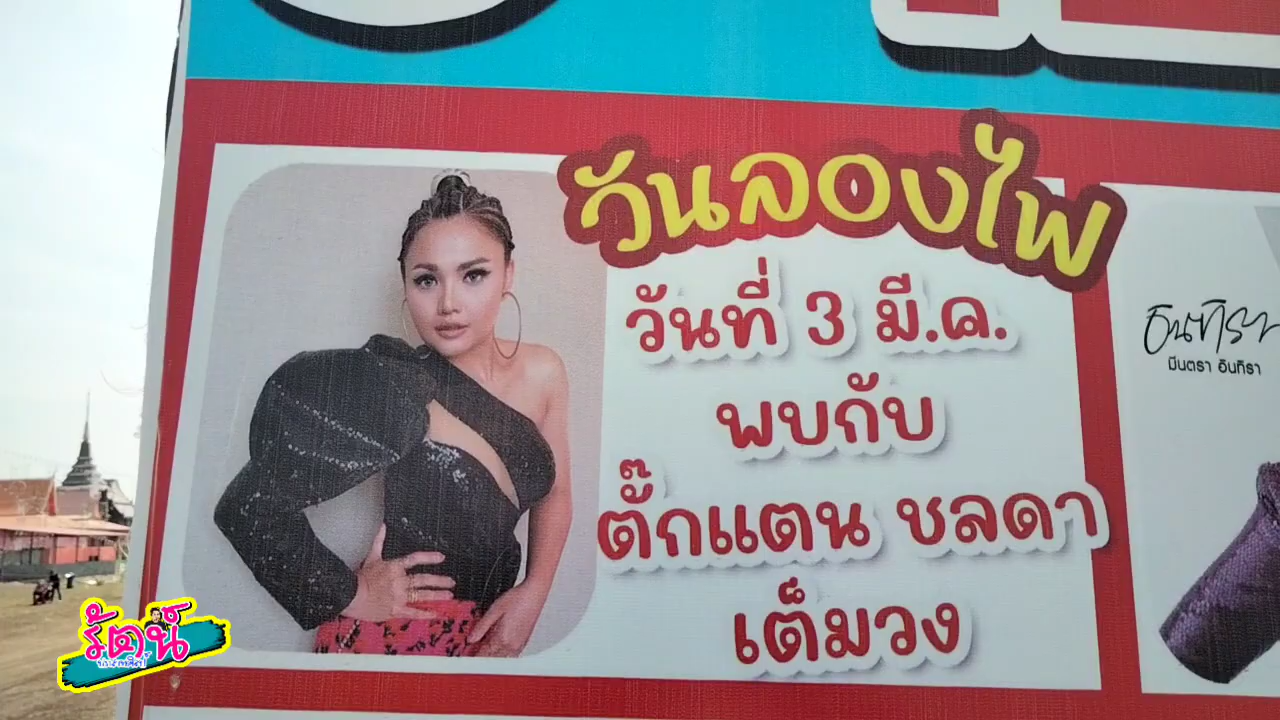 วันลองไฟ
วันที่ 3 มี.ค.
พบกับ
ตั๊กแตน ชลดา
เต็มวง
อินทิรา
มีนตรา อินทิรา
รัตน์